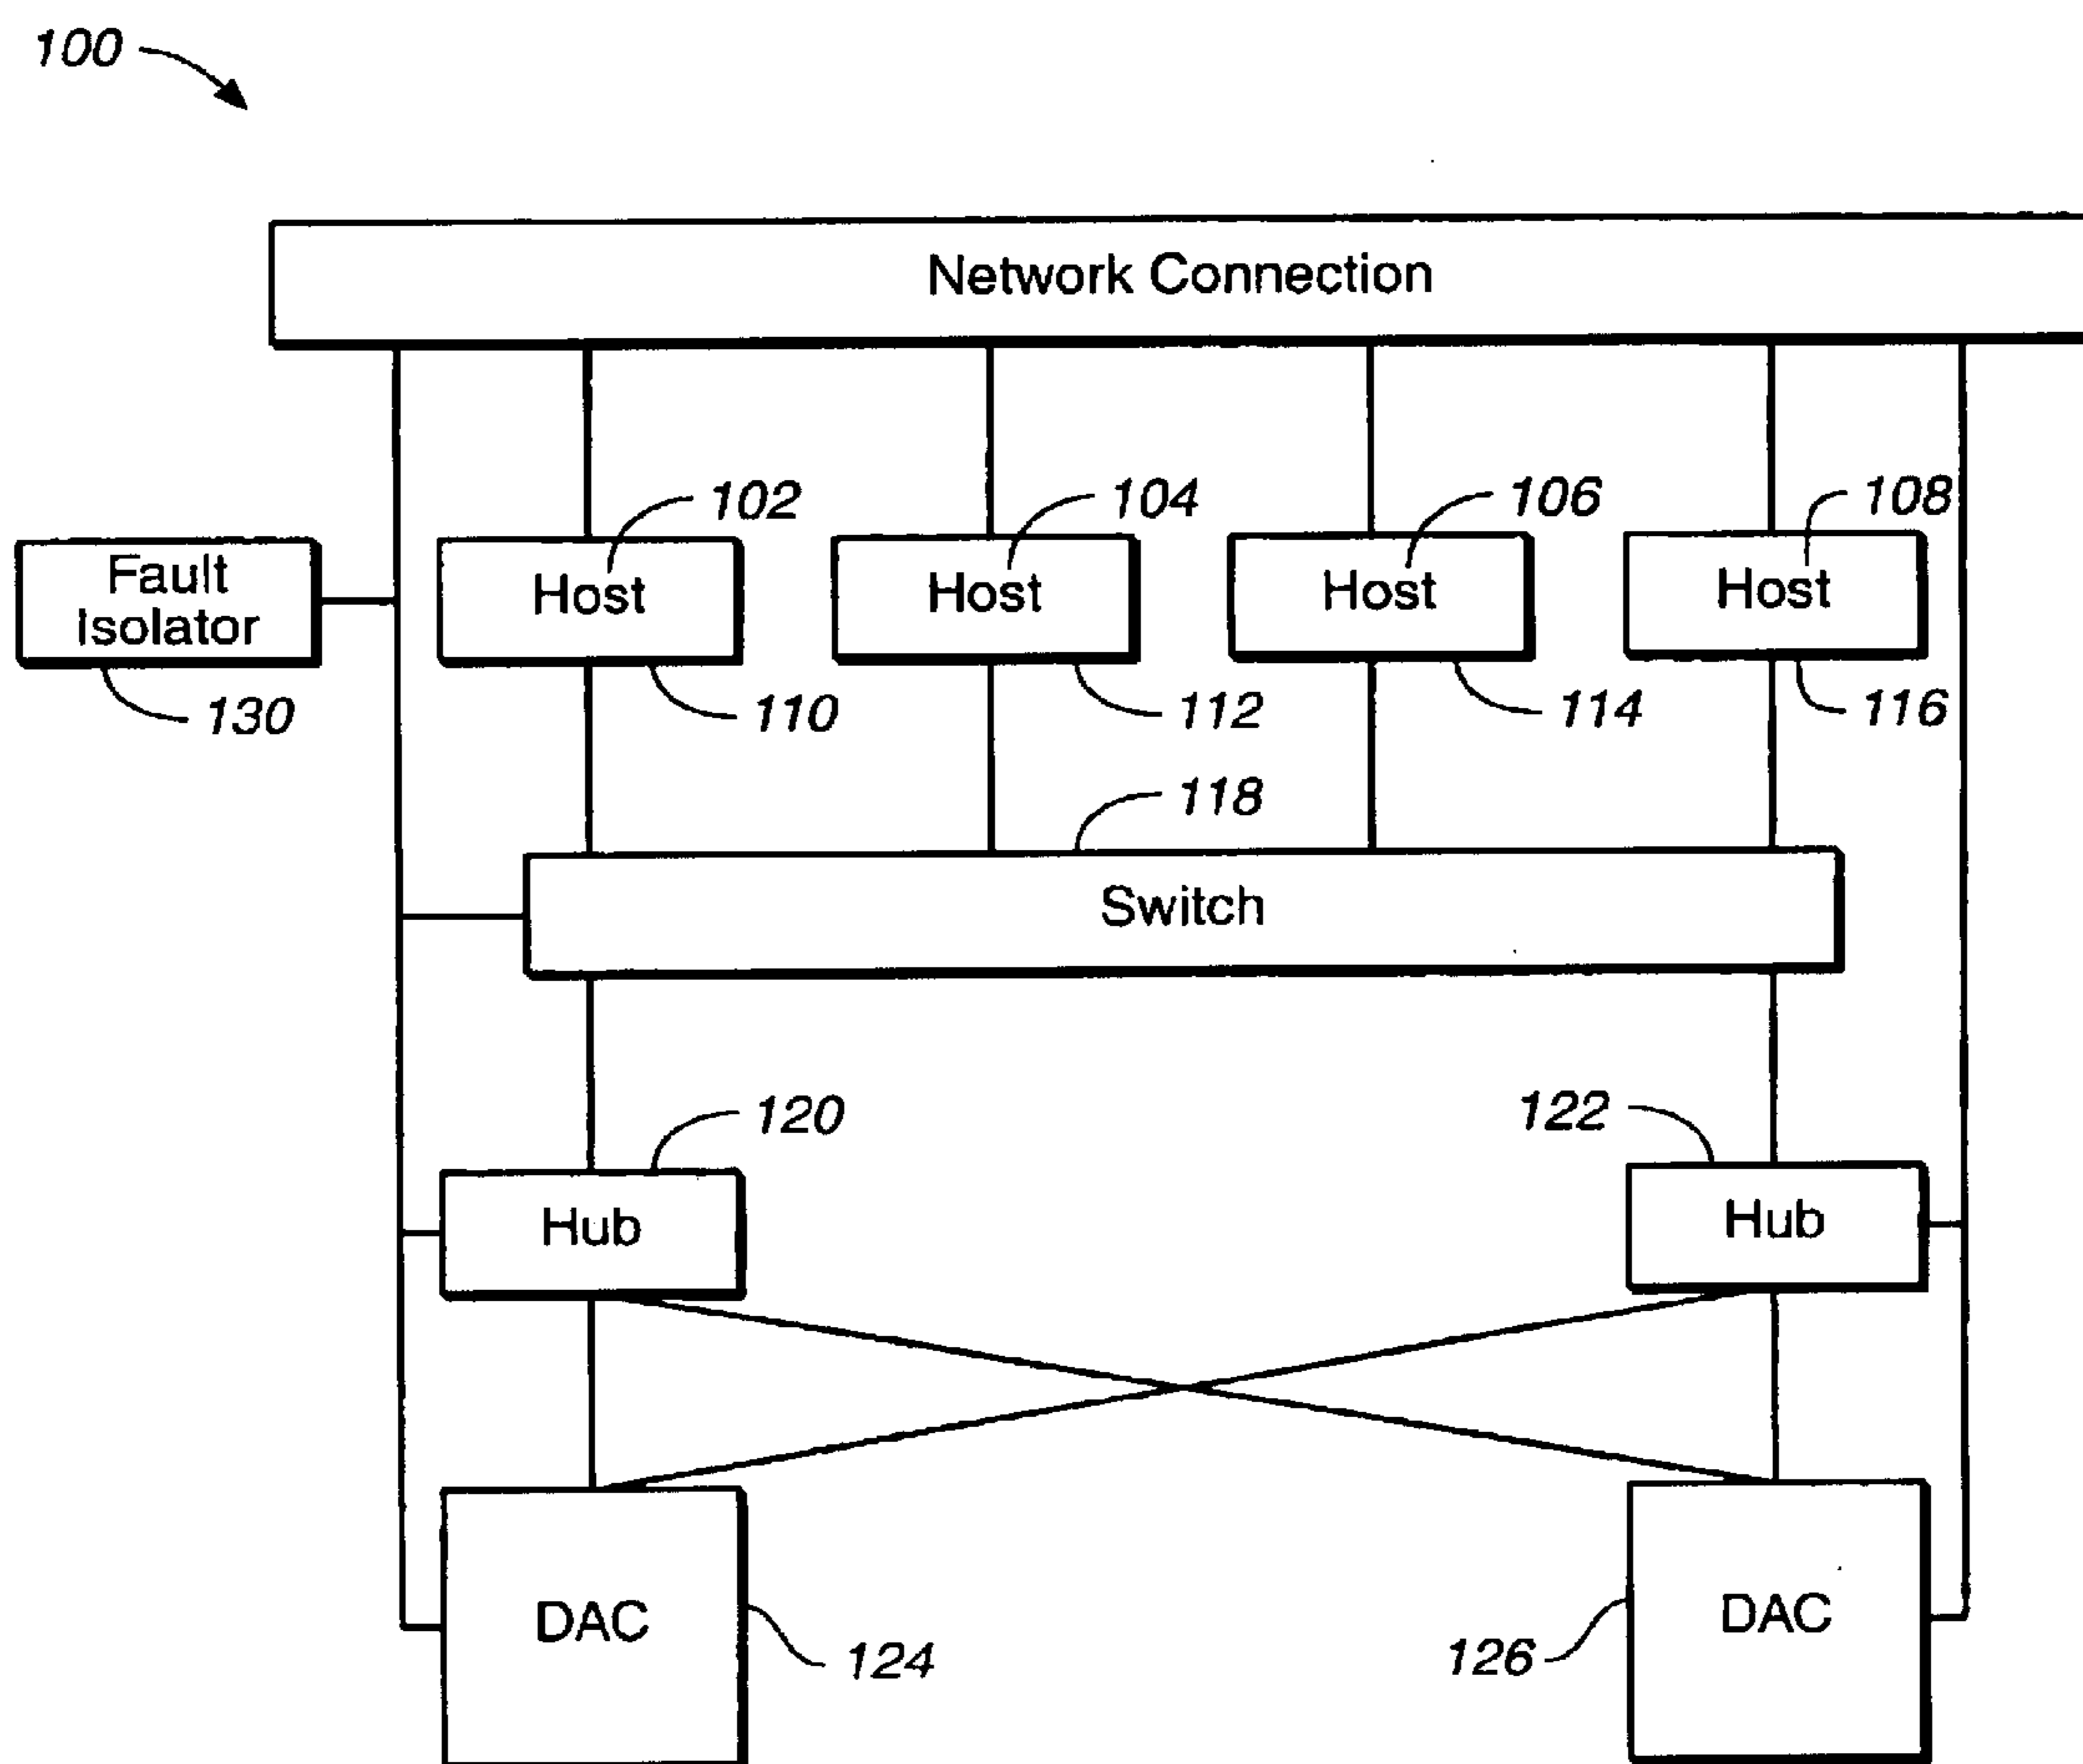 100
Network Connection
102
104
106
108
Fault
Isolator
Host
Host
Host
Host
130
110
112
114
116
118
Switch
120
122
Hub
Hub
DAC
DAC
124
126